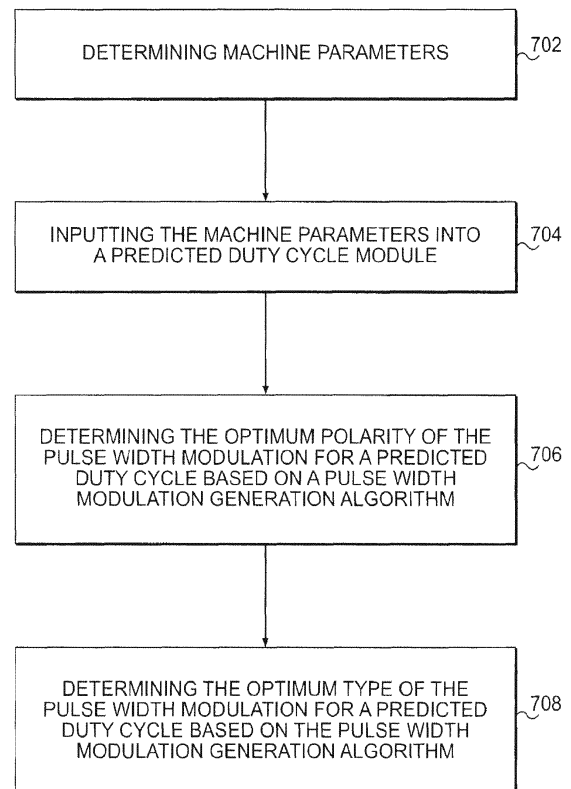 DETERMINING MACHINE PARAMETERS
702
INPUTTING THE MACHINE PARAMETERS INTO
A PREDICTED DUTY CYCLE MODULE
704
DETERMINING THE OPTIMUM POLARITY OF THE
PULSE WIDTH MODULATION FOR A PREDICTED
DUTY CYCLE BASED ON A PULSE WIDTH
MODULATION GENERATION ALGORITHM
706
DETERMINING THE OPTIMUM TYPE OF THE
PULSE WIDTH MODULATION FOR A PREDICTED
DUTY CYCLE BASED ON THE PULSE WIDTH
MODULATION GENERATION ALGORITHM
708